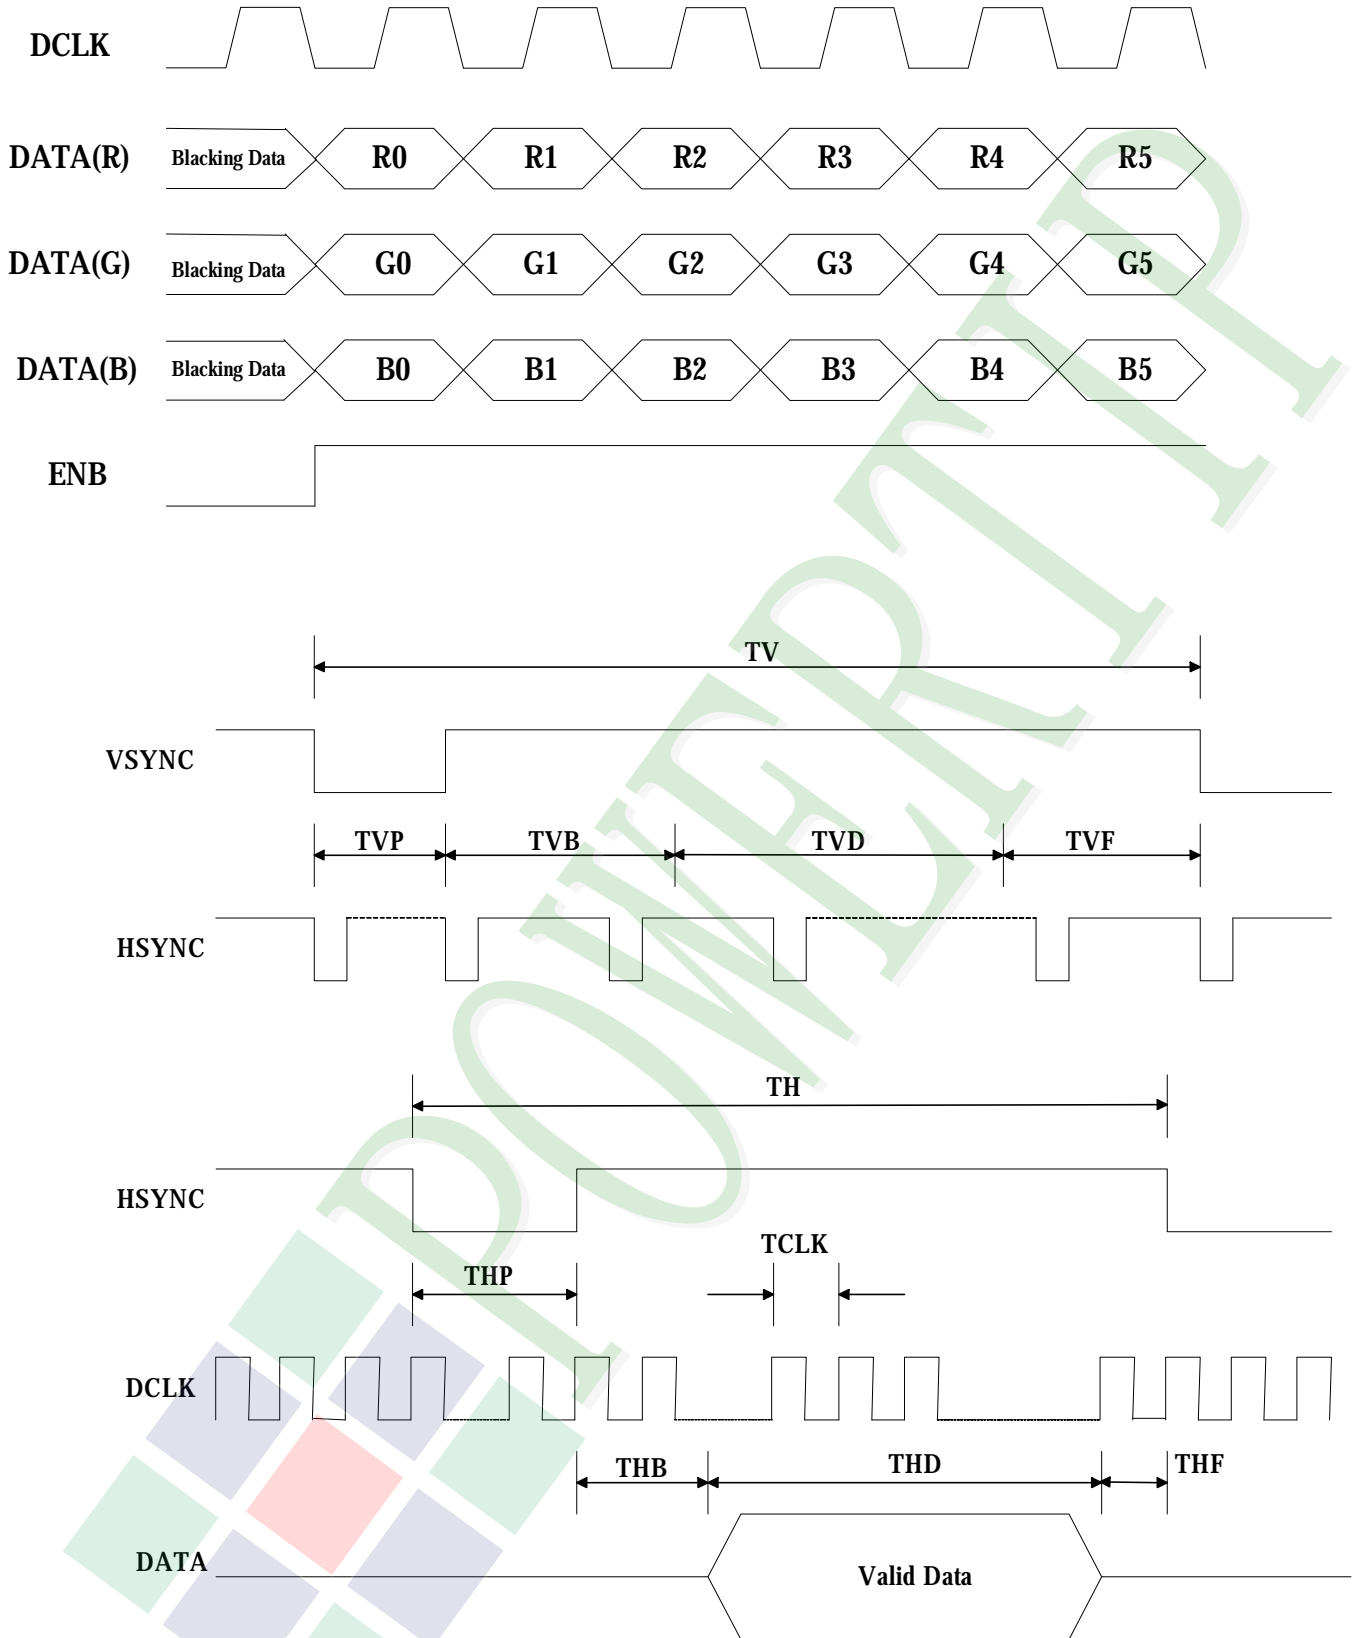 DCLK
DATA(R) Blacking Data R0 R1 R2 R3 R4 R5
DATA(G) Blacking Data G0 G1 G2 G3 G4 G5
DATA(B) Blacking Data B0 B1 B2 B3 B4 B5
ENB
TV
VSYNC
TVP TVB TVD TVF
HSYNC
TH
HSYNC
TCLK
THP
DCLK
THB THD THF
DATA Valid Data
POWERTIP